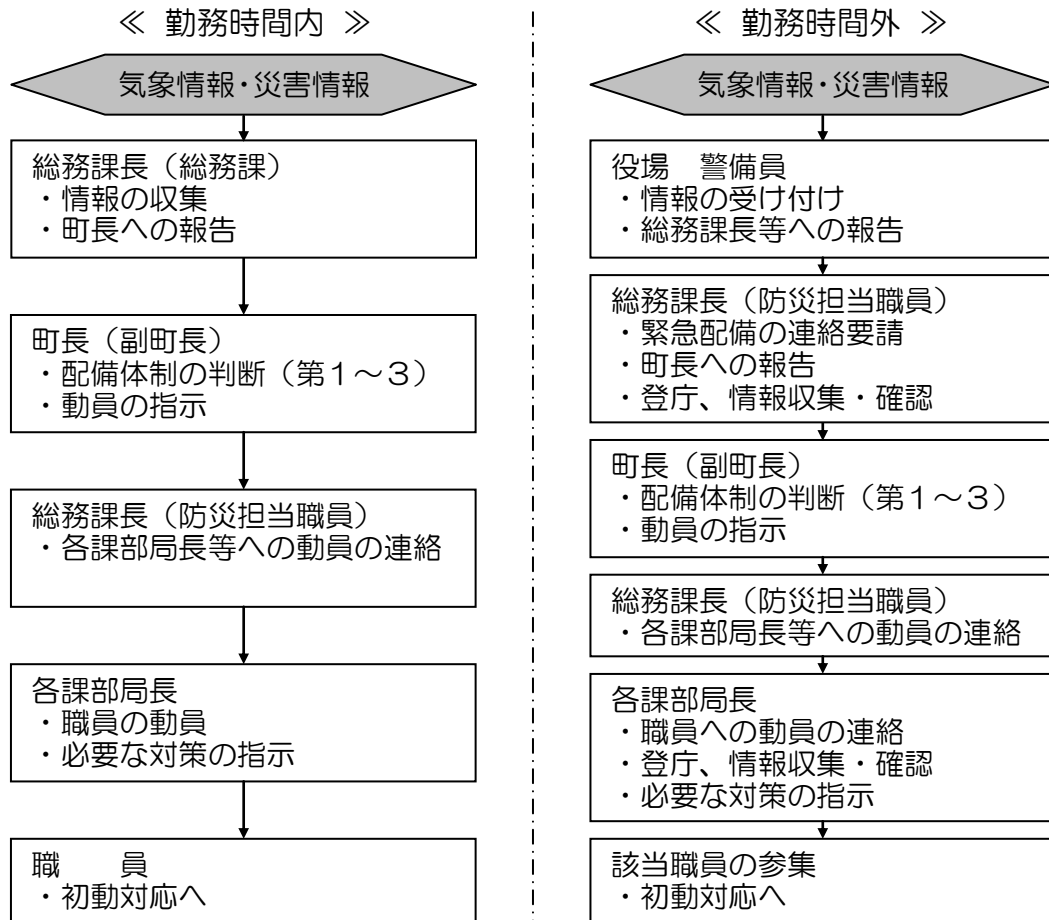 ≪ 勤務時間内 ≫
気象情報・災害情報
総務課長（総務課）
・情報の収集
・町長への報告
町長（副町長）
・配備体制の判断（第１～３）
・動員の指示
総務課長（防災担当職員）
・各課部局長等への動員の連絡
各課部局長
・職員の動員
・必要な対策の指示
職　　員
・初動対応へ
≪ 勤務時間外 ≫
気象情報・災害情報
役場　警備員
・情報の受け付け
・総務課長等への報告
総務課長（防災担当職員）
・緊急配備の連絡要請
・町長への報告
・登庁、情報収集・確認
町長（副町長）
・配備体制の判断（第１～３）
・動員の指示
総務課長（防災担当職員）
・各課部局長等への動員の連絡
各課部局長
・職員への動員の連絡
・登庁、情報収集・確認
・必要な対策の指示
該当職員の参集
・初動対応へ